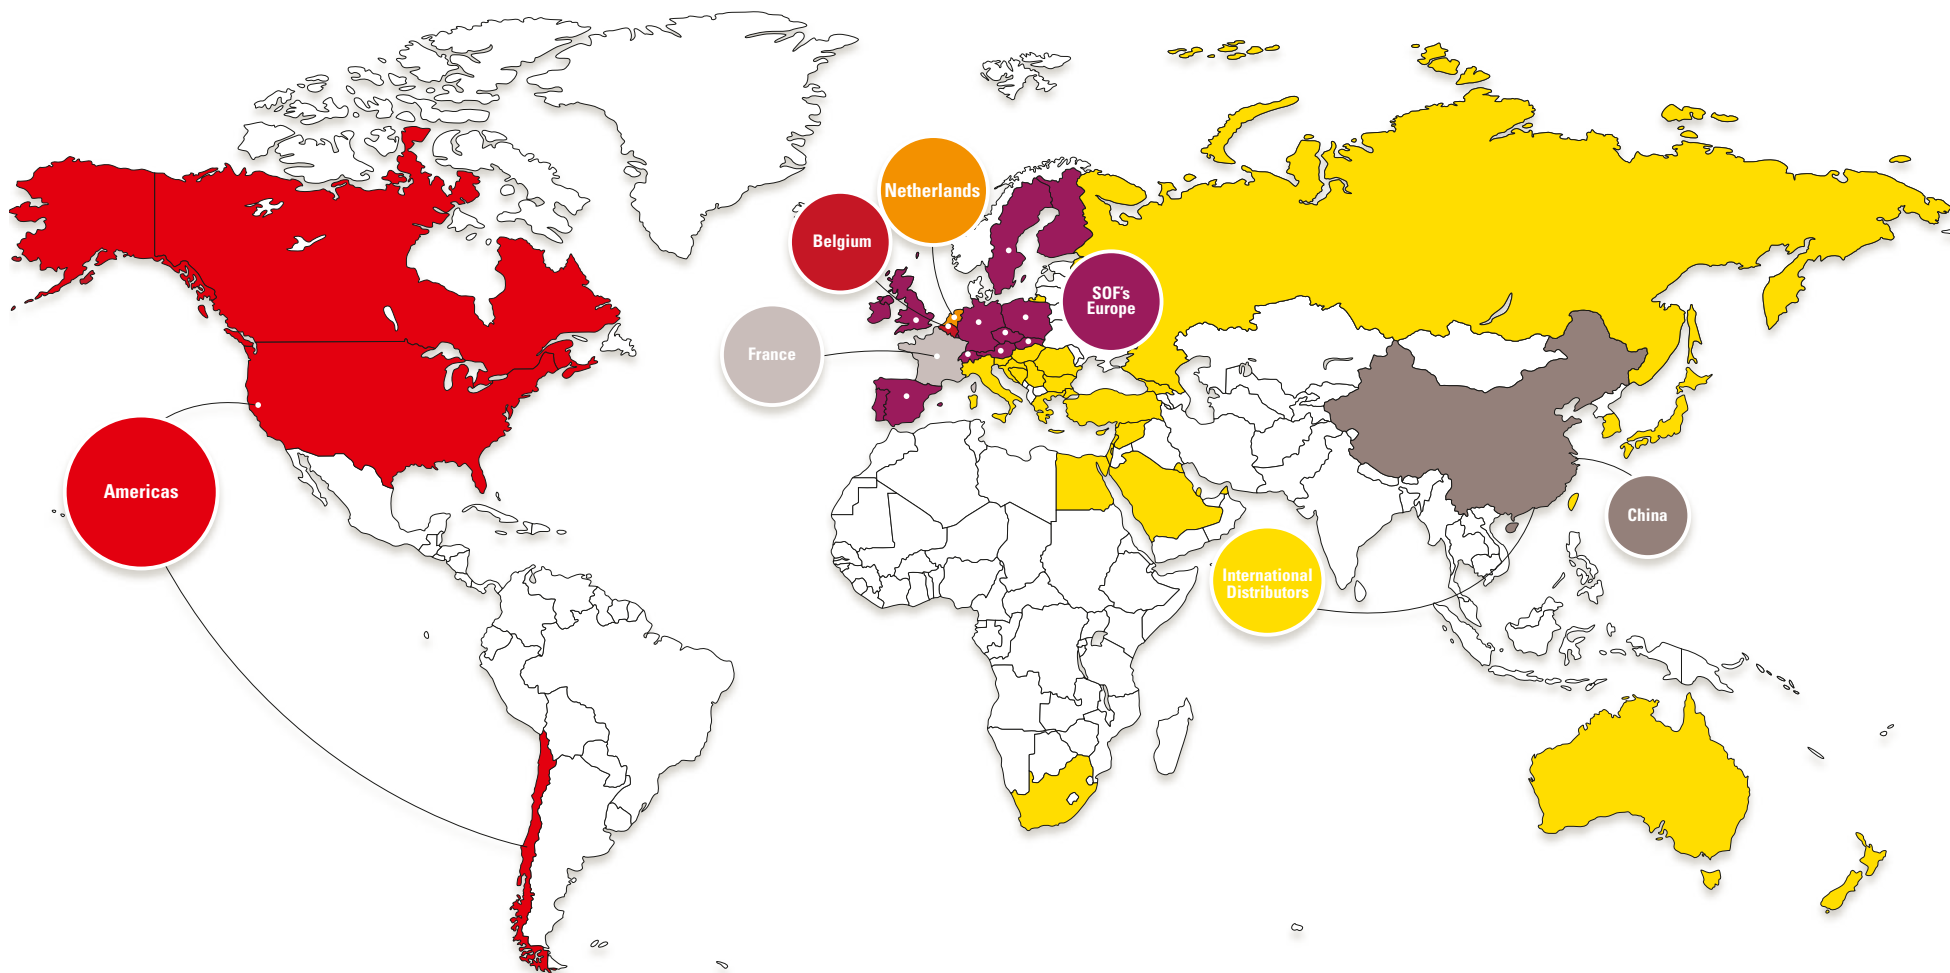 Netherlands
Belgium
SOF's
Europe
France
Americas
China
International
Distributors